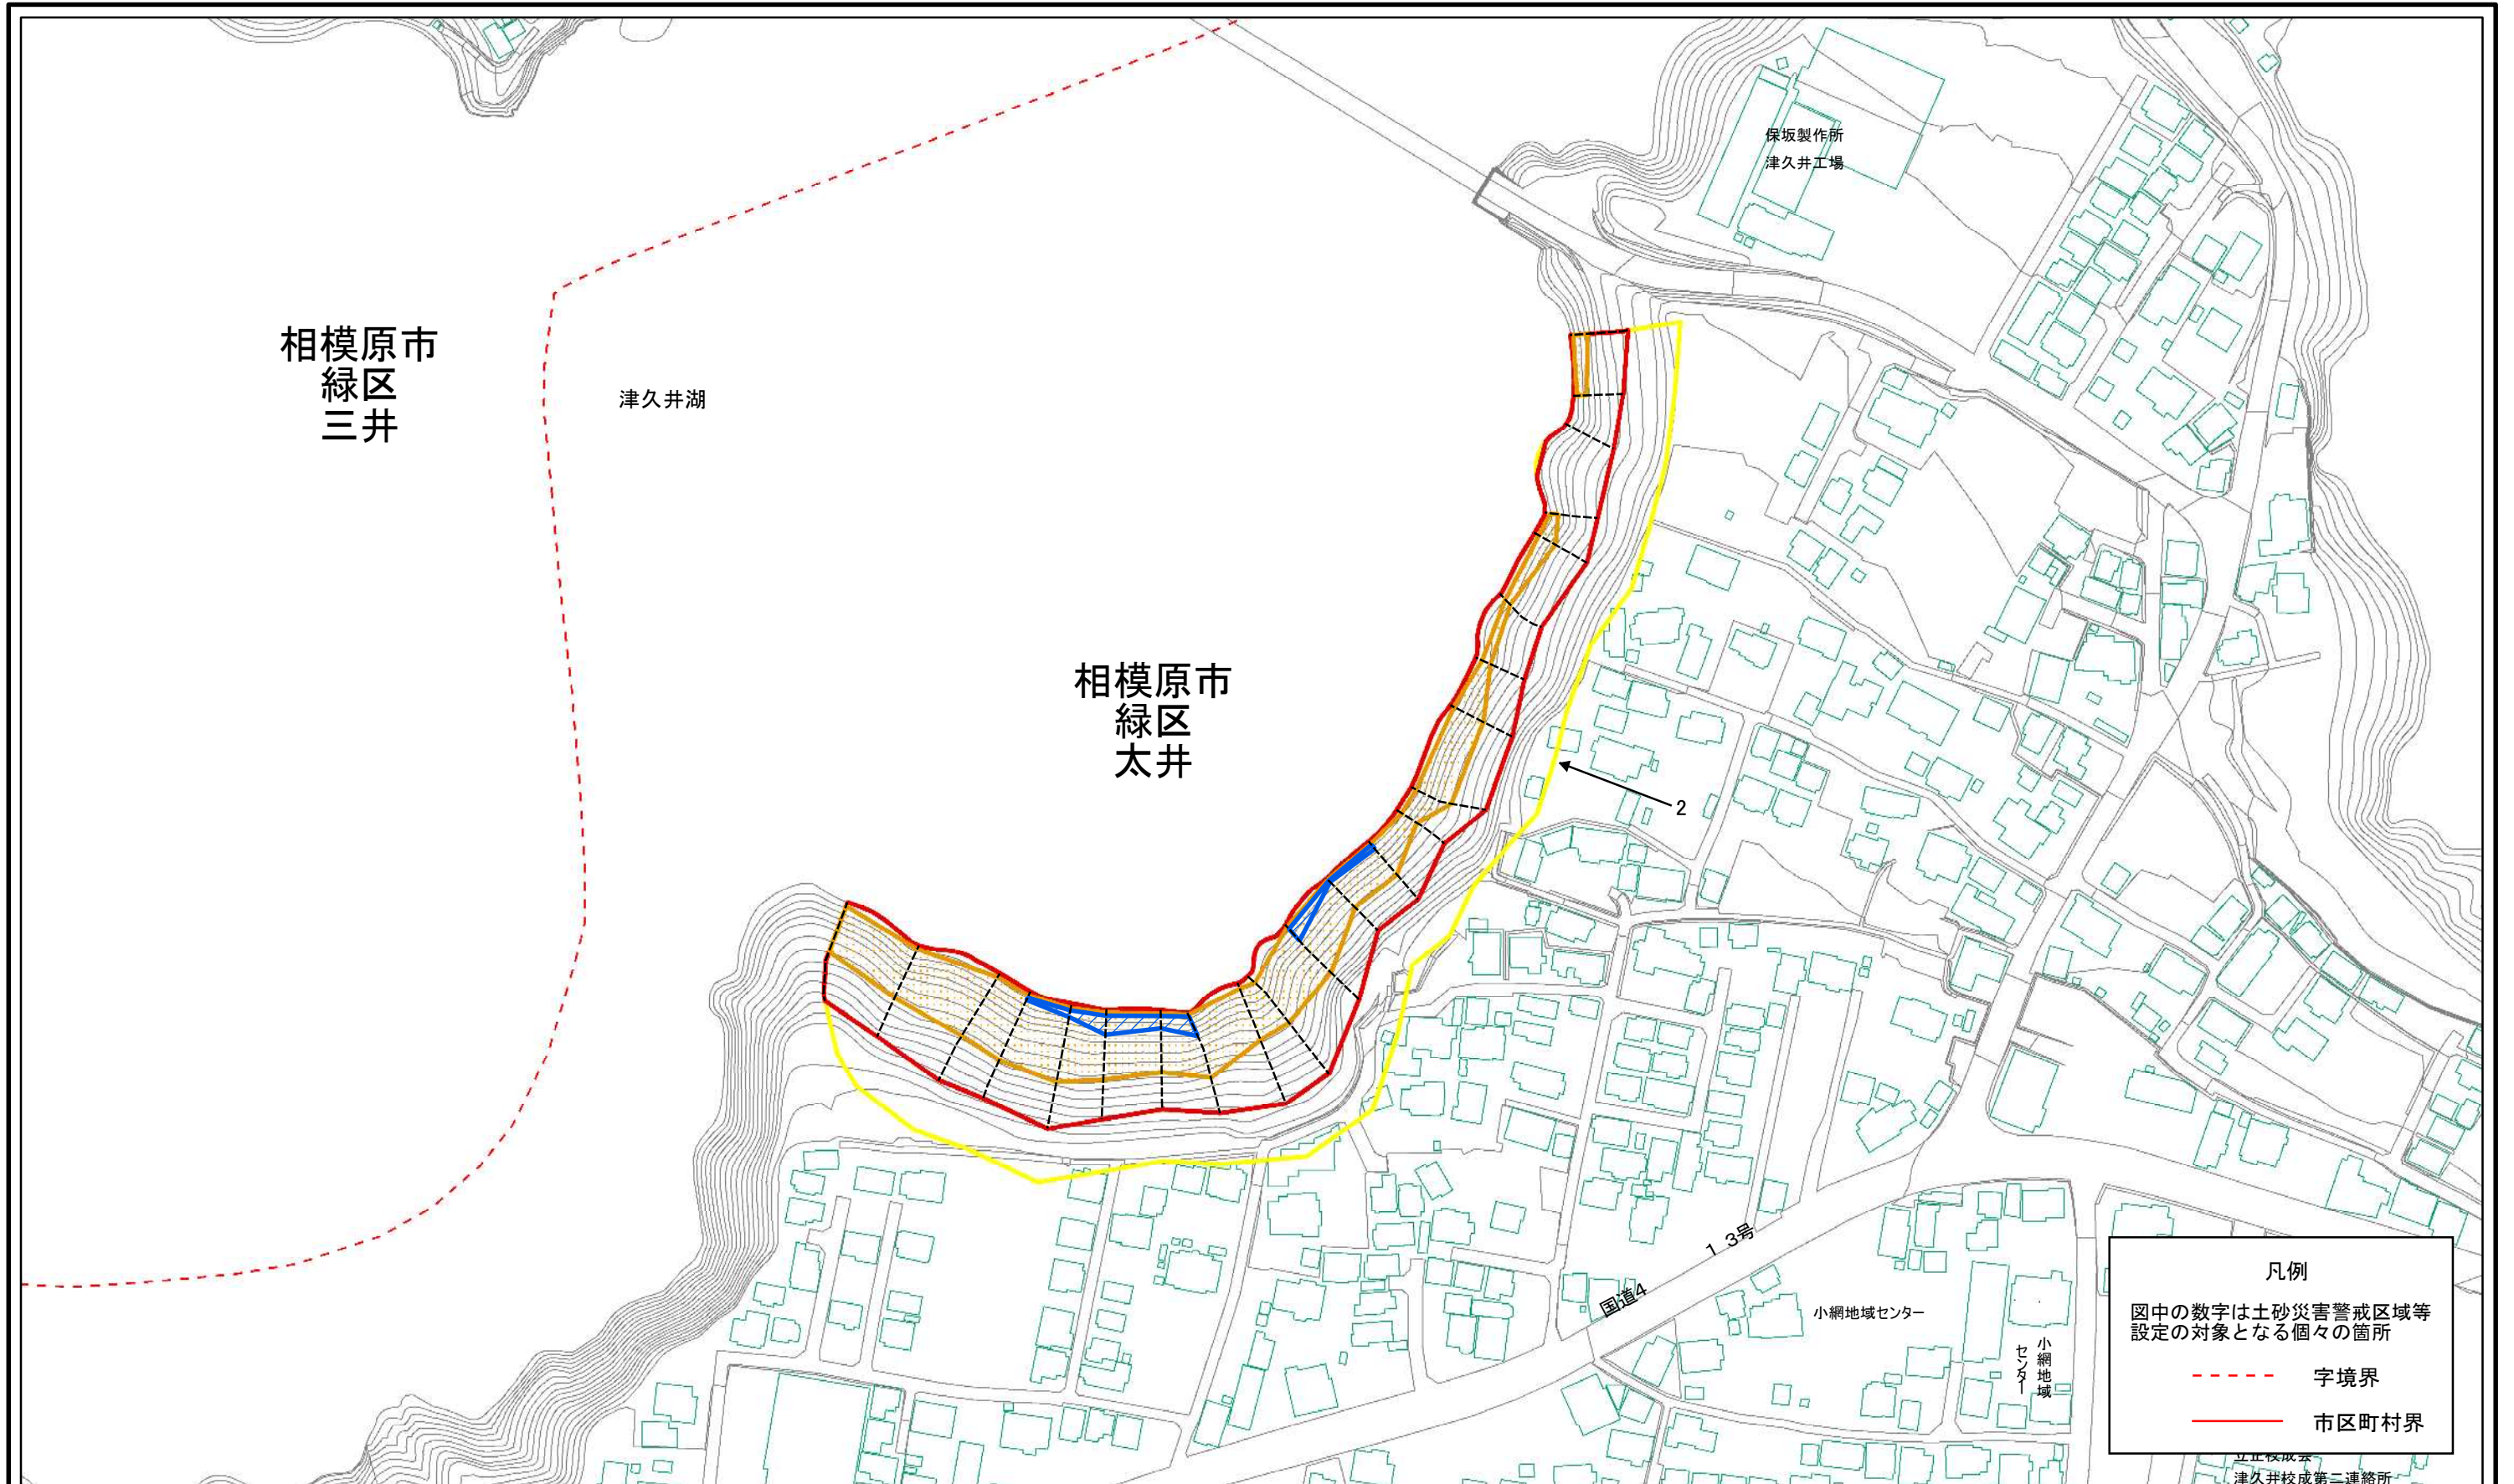 保坂製作所
津久井工場
相模原市
緑区
三井
津久井湖
相模原市
緑区
太井
2
国道413号
小網地域センター
小網地域
センター
凡例
図中の数字は土砂災害警戒区域等
設定の対象となる個々の箇所
字境界
市区町村界
立正校成会
津久井校成第二連絡所